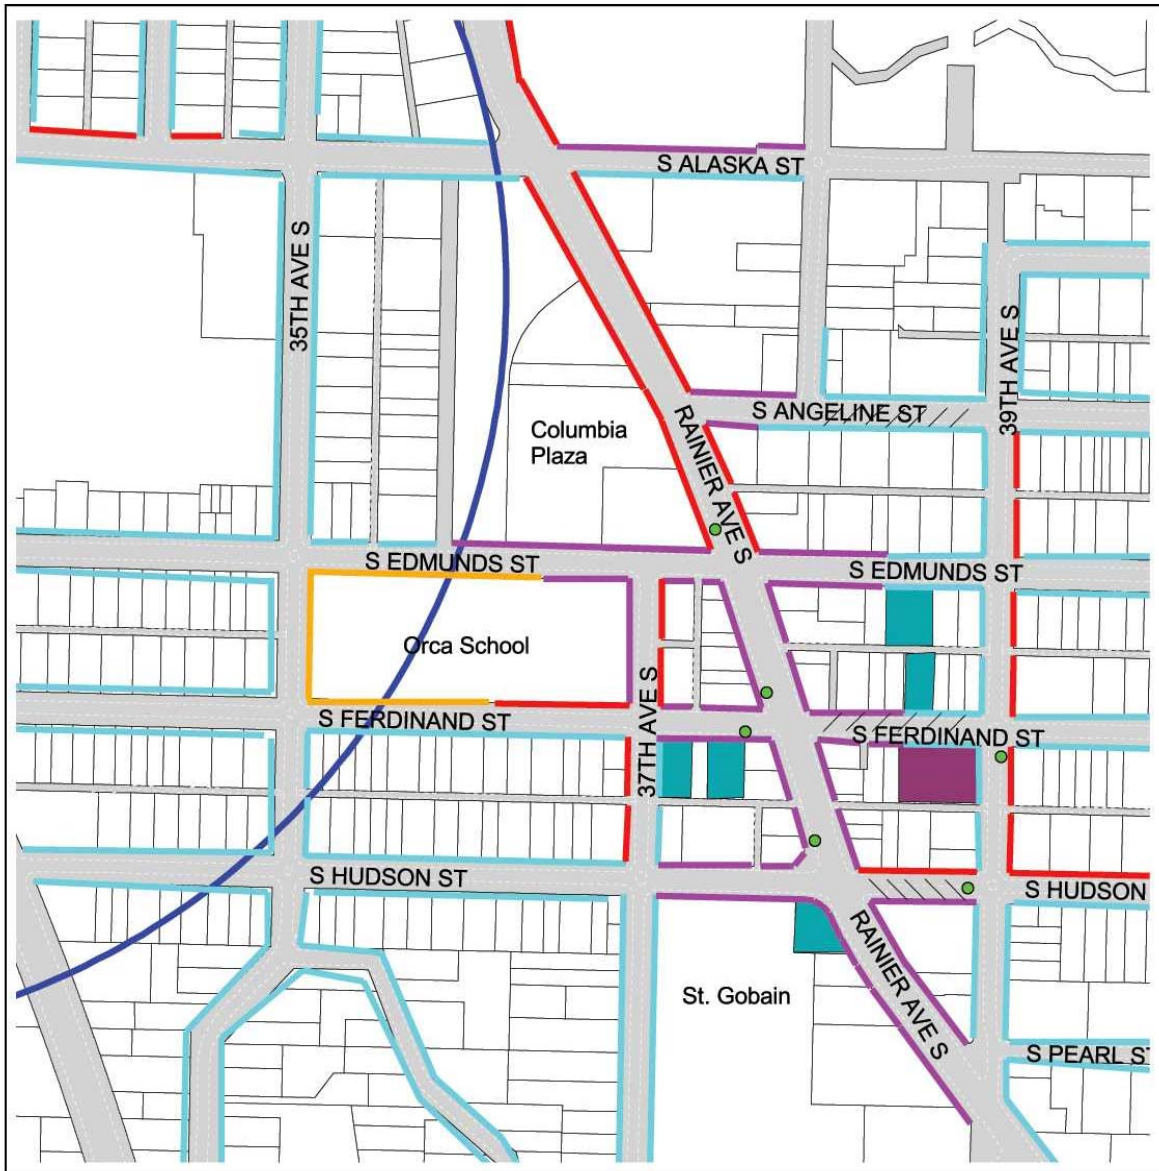 S ALASKA ST
35TH AVE S
39TH AVE S
S ANGELINE ST
RAINIER AVE S
Columbia
Plaza
S EDMUNDS ST
S EDMUNDS ST
Orca School
37TH AVE S
S FERDINAND ST
S FERDINAND ST
S HUDSON ST
S HUDSON
RAINIER AVE S
St. Gobain
S PEARL ST